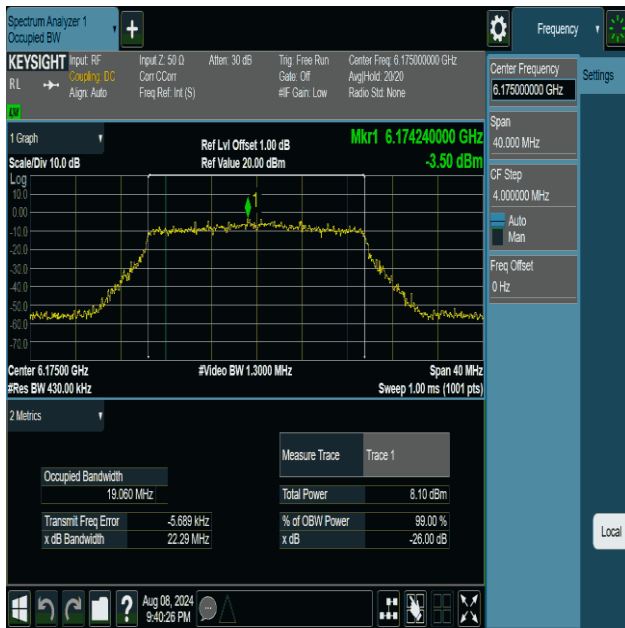 Spectrum Analyzer 1
Occupied BW
+
Frequency
KEYSIGHT Input: RF Input Z: 50 Ω Atten: 30 dB Trig: Free Run Center Freq: 6.175000000 GHz
Coupling: DC Corr CCorr Gate: Off Avg|Hold: 20/20
RL Align: Auto Freq Ref: Int (S) #IF Gain: Low Radio Std: None
Center Frequency
6.175000000 GHz
Settings
Span
40.000 MHz
CF Step
4.000000 MHz
Auto
Man
Freq Offset
0 Hz
Local
1 Graph
Ref Lvl Offset 1.00 dB
Mkr1 6.174240000 GHz
Scale/Div 10.0 dB
Ref Value 20.00 dBm
-3.50 dBm
Log
10.0
0.00
-10.0
-20.0
-30.0
-40.0
-50.0
-60.0
-70.0
1
Center 6.17500 GHz
#Video BW 1.3000 MHz
Span 40 MHz
#Res BW 430.00 kHz
Sweep 1.00 ms (1001 pts)
2 Metrics
Measure Trace Trace 1
Occupied Bandwidth
19.060 MHz
Total Power 8.10 dBm
Transmit Freq Error -5.689 kHz
% of OBW Power 99.00 %
x dB Bandwidth 22.29 MHz
x dB -26.00 dB
?
Aug 08, 2024
9:40:26 PM